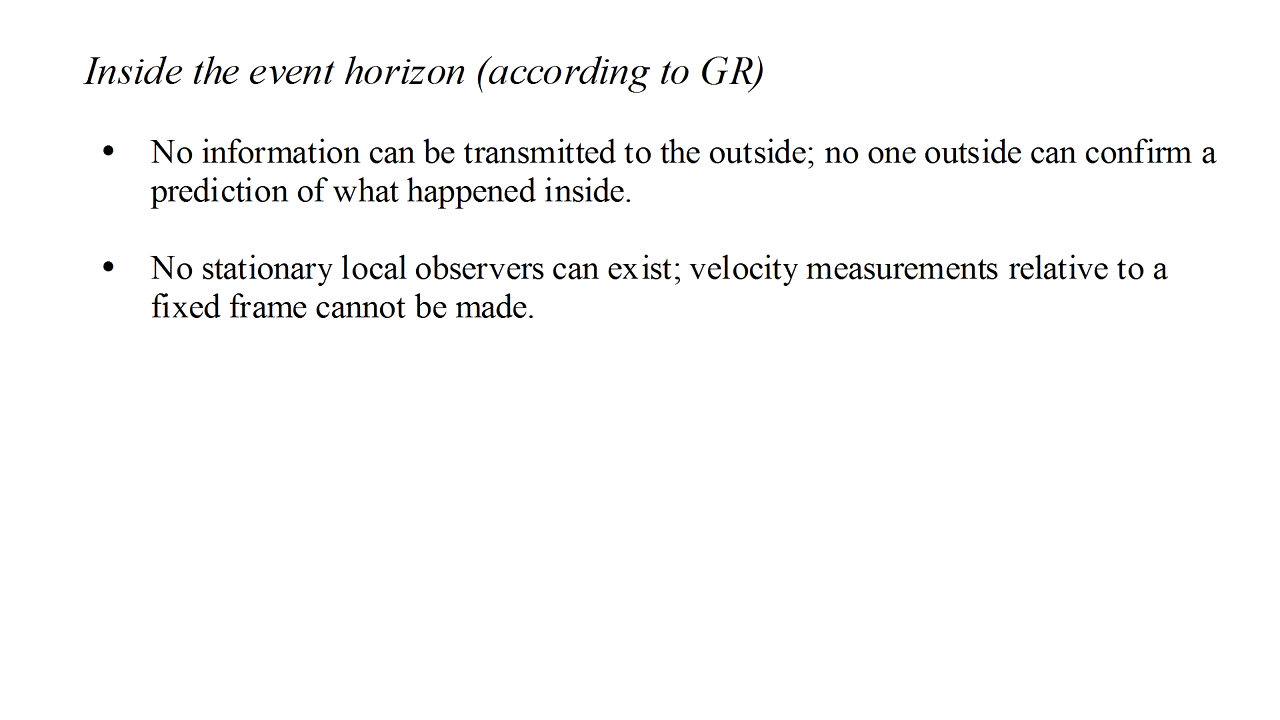 Inside the event horizon (according to GR)
• No information can be transmitted to the outside; no one outside can confirm a
prediction of what happened inside.
• No stationary local observers can exist; velocity measurements relative to a
fixed frame cannot be made.